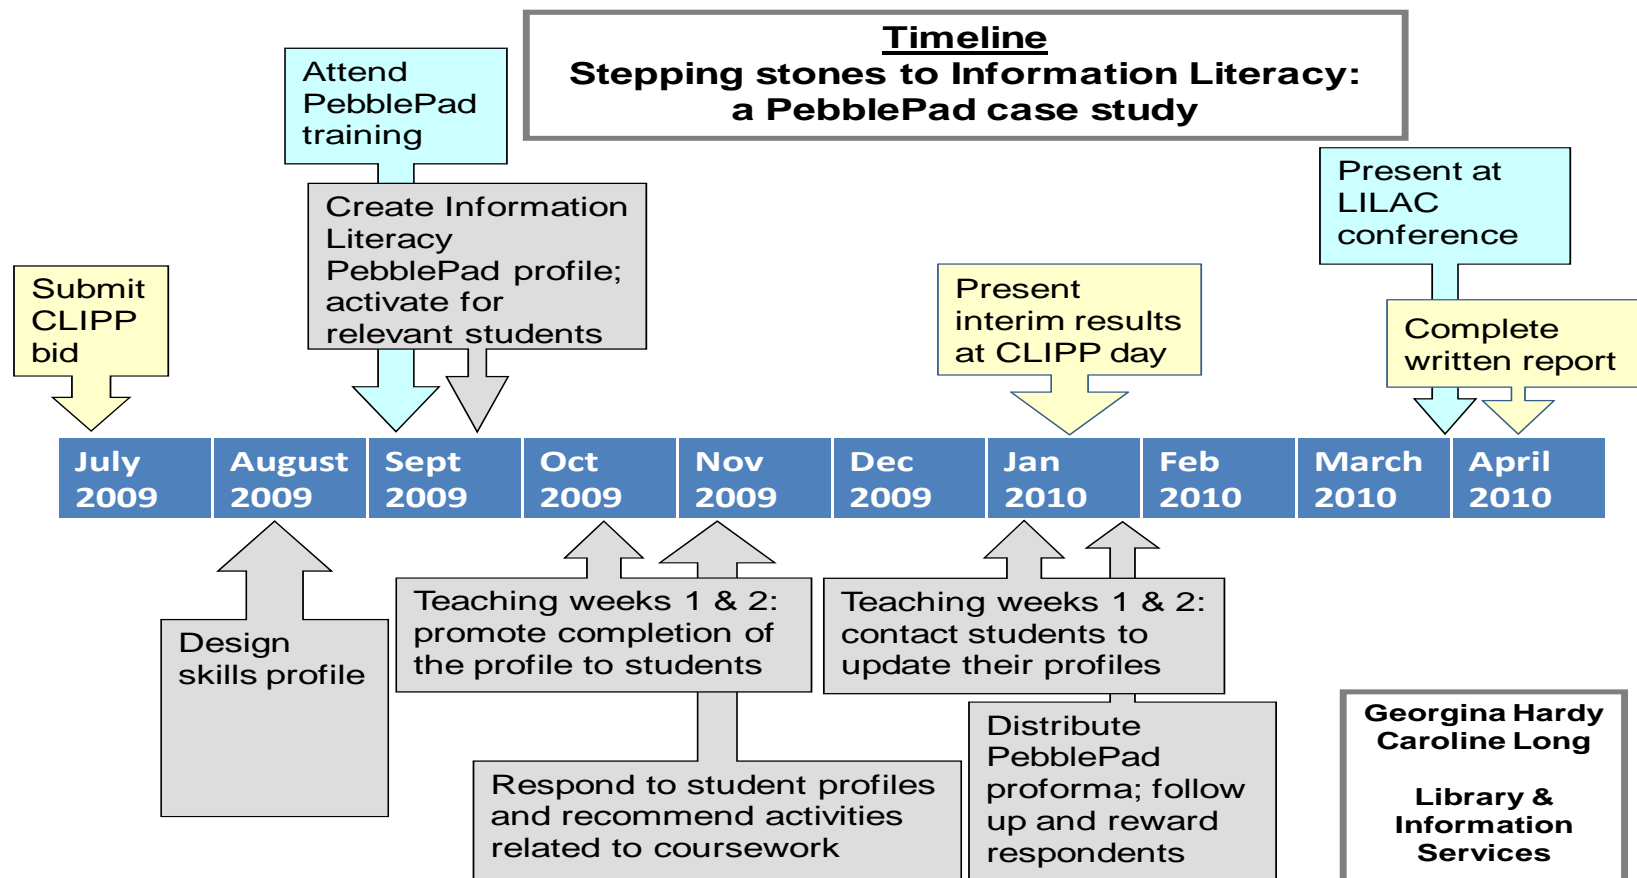 Timeline
Stepping stones to Information Literacy:
a PebblePad case study
Attend
PebblePad
training
Create Information
Literacy
PebblePad profile;
activate for
relevant students
Submit
CLIPP
bid
Present
interim results
at CLIPP day
Present at
LILAC
conference
Complete
written report
July
2009
August
2009
Sept
2009
Oct
2009
Nov
2009
Dec
2009
Jan
2010
Feb
2010
March
2010
April
2010
Design
skills profile
Teaching weeks 1 & 2:
promote completion of
the profile to students
Respond to student profiles
and recommend activities
related to coursework
Teaching weeks 1 & 2:
contact students to
update their profiles
Distribute
PebblePad
proforma; follow
up and reward
respondents
Georgina Hardy
Caroline Long
Library &
Information
Services